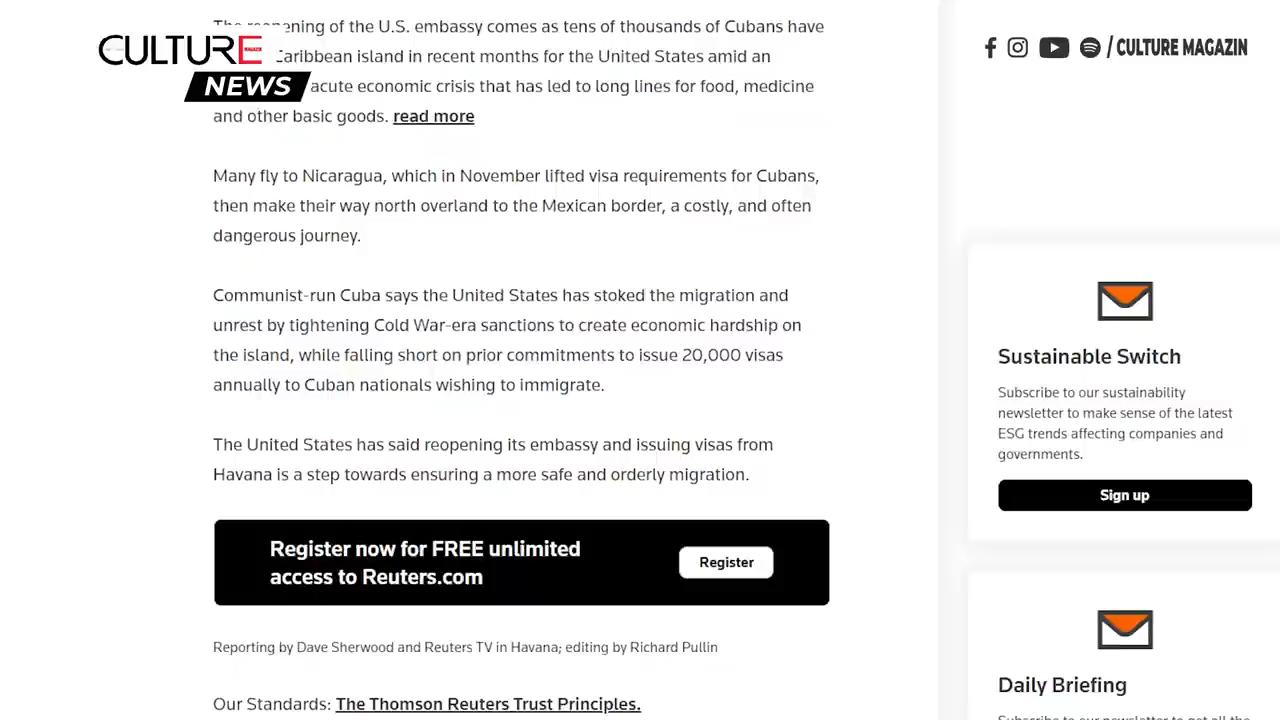 The reopening of the U.S. embassy comes as tens of thousands of Cubans have
CULTURE
Caribbean island in recent months for the United States amid an
NEWS
acute economic crisis that has led to long lines for food, medicine
and other basic goods. read more
/ CULTURE MAGAZIN
Many fly to Nicaragua, which in November lifted visa requirements for Cubans,
then make their way north overland to the Mexican border, a costly, and often
dangerous journey.
Communist-run Cuba says the United States has stoked the migration and
unrest by tightening Cold War-era sanctions to create economic hardship on
the island, while falling short on prior commitments to issue 20,000 visas
annually to Cuban nationals wishing to immigrate.
The United States has said reopening its embassy and issuing visas from
Havana is a step towards ensuring a more safe and orderly migration.
Register now for FREE unlimited
access to Reuters.com
Register
Reporting by Dave Sherwood and Reuters TV in Havana; editing by Richard Pullin
Our Standards: The Thomson Reuters Trust Principles.
Sustainable Switch
Subscribe to our sustainability
newsletter to make sense of the latest
ESG trends affecting companies and
governments.
Sign up
Daily Briefing
Subscribe to our newsletter to get all the